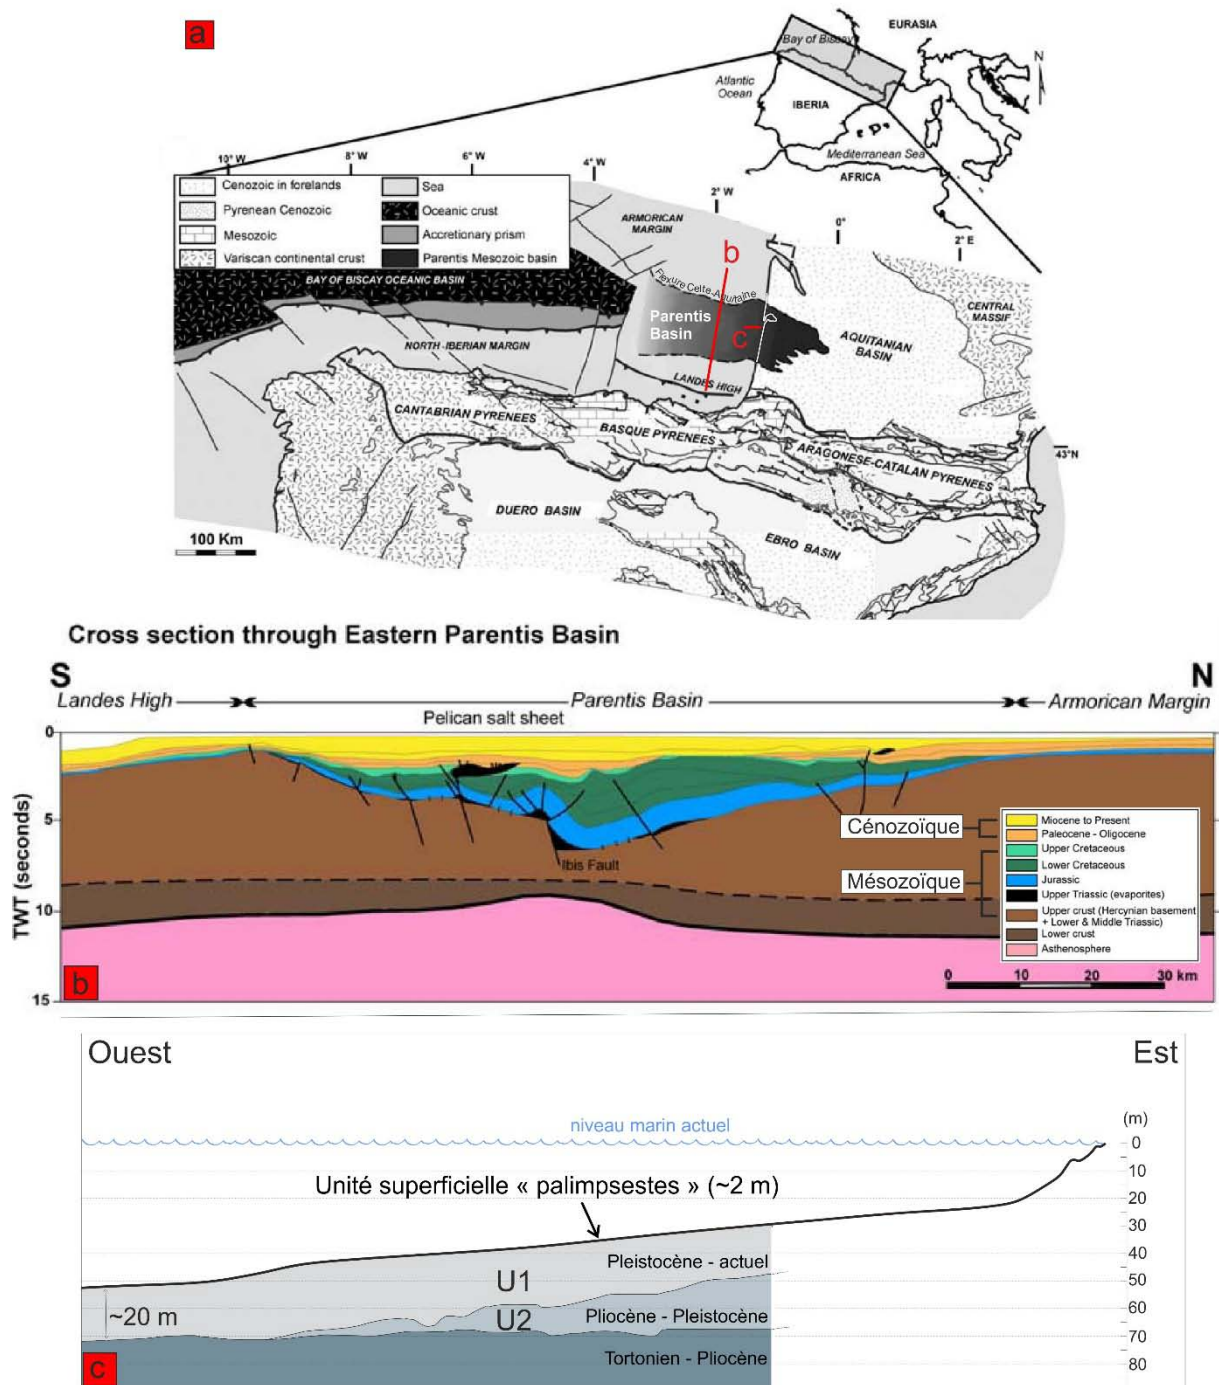 a
EURASIA
Bay of Biscay
N
Atlantic
Ocean
IBERIA
Mediterranean Sea
AFRICA
10° W
8° W
6° W
4° W
2° W
0°
2° E
Cenozoic in forelands
Sea
Pyrenean Cenozoic
Oceanic crust
Mesozoic
Accretionary prism
Variscan continental crust
Parentis Mesozoic basin
ARMORICAN
MARGIN
b
BAY OF BISCAY OCEANIC BASIN
Flexure Celte-Aquitaine
CENTRAL
MASSIF
Parentis
Basin
c
AQUITANIAN
BASIN
NORTH-IBERIAN MARGIN
LANDES HIGH
CANTABRIAN PYRENEES
BASQUE PYRENEES
ARAGONESE-CATALAN PYRENEES
43°N
DUERO BASIN
EBRO BASIN
100 Km
Cross section through Eastern Parentis Basin
S
N
Landes High
Parentis Basin
Armorican Margin
Pelican salt sheet
0
5
10
15
TWT (seconds)
Ibis Fault
Cénozoïque
Mésozoïque
Miocene to Present
Paleocene - Oligocene
Upper Cretaceous
Lower Cretaceous
Jurassic
Upper Triassic (evaporites)
Upper crust (Hercynian basement
+ Lower & Middle Triassic)
Lower crust
Asthenosphere
b
0 10 20 30 km
Ouest
Est
(m)
niveau marin actuel
0
10
Unité superficielle « palimpsestes » (~2 m)
20
30
40
Pleistocène - actuel
U1
50
~20 m
60
U2
Pliocène - Pleistocène
70
Tortonien - Pliocène
80
c